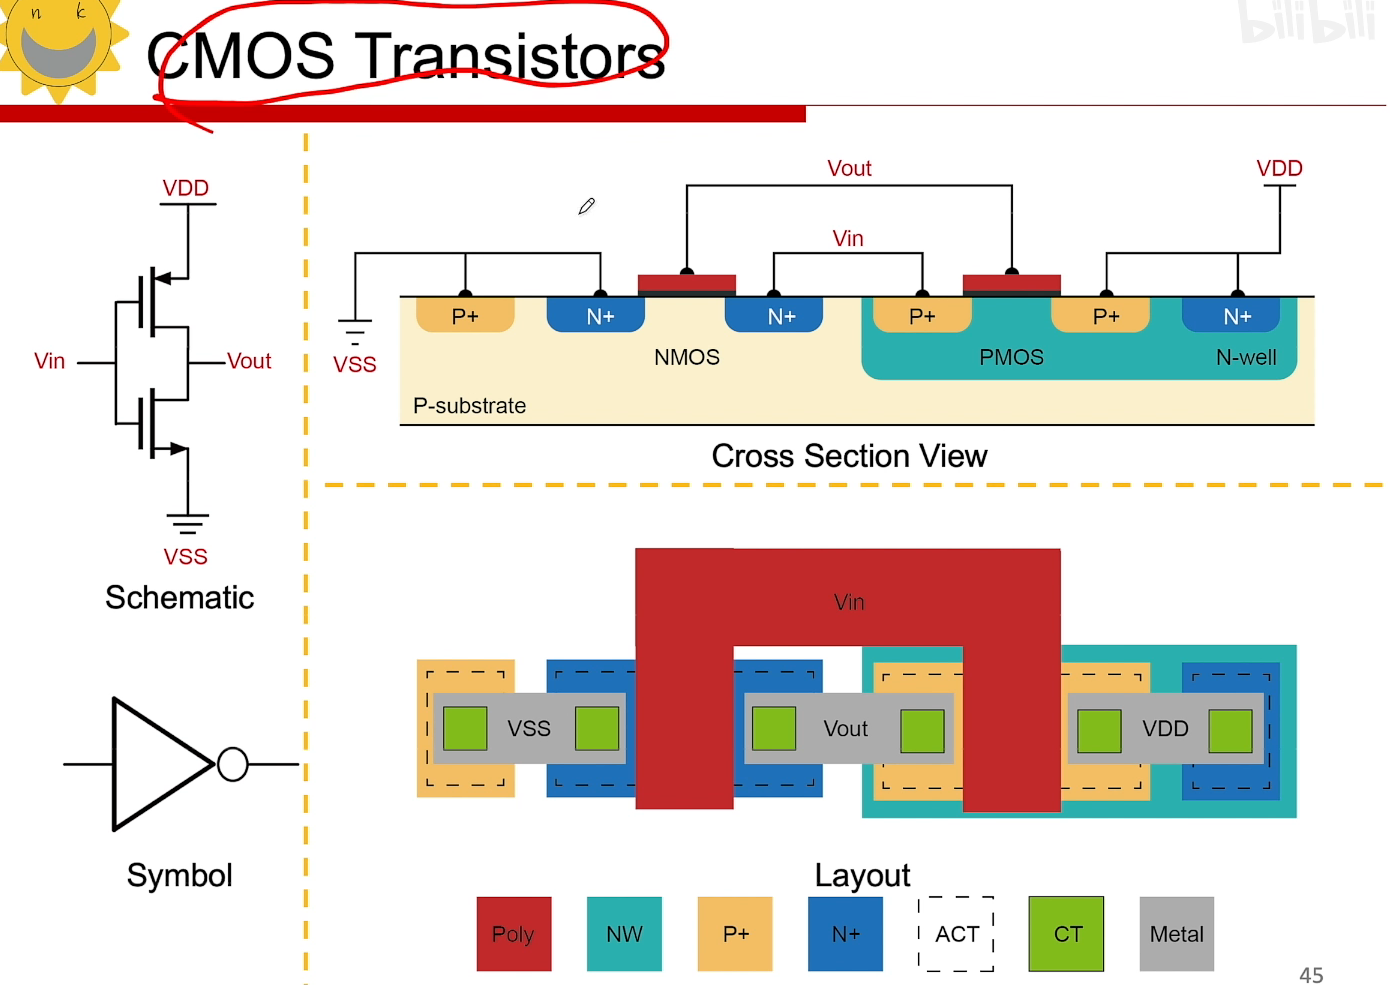 n k
CMOS Transistors
bilibili
VDD
Vin
Vout
VSS
Schematic
Symbol
Vout
VDD
Vin
VSS
P+
N+
N+
P+
P+
N+
NMOS
PMOS
N-well
P-substrate
Cross Section View
Vin
VSS
Vout
VDD
Layout
Poly
NW
P+
N+
ACT
CT
Metal
45